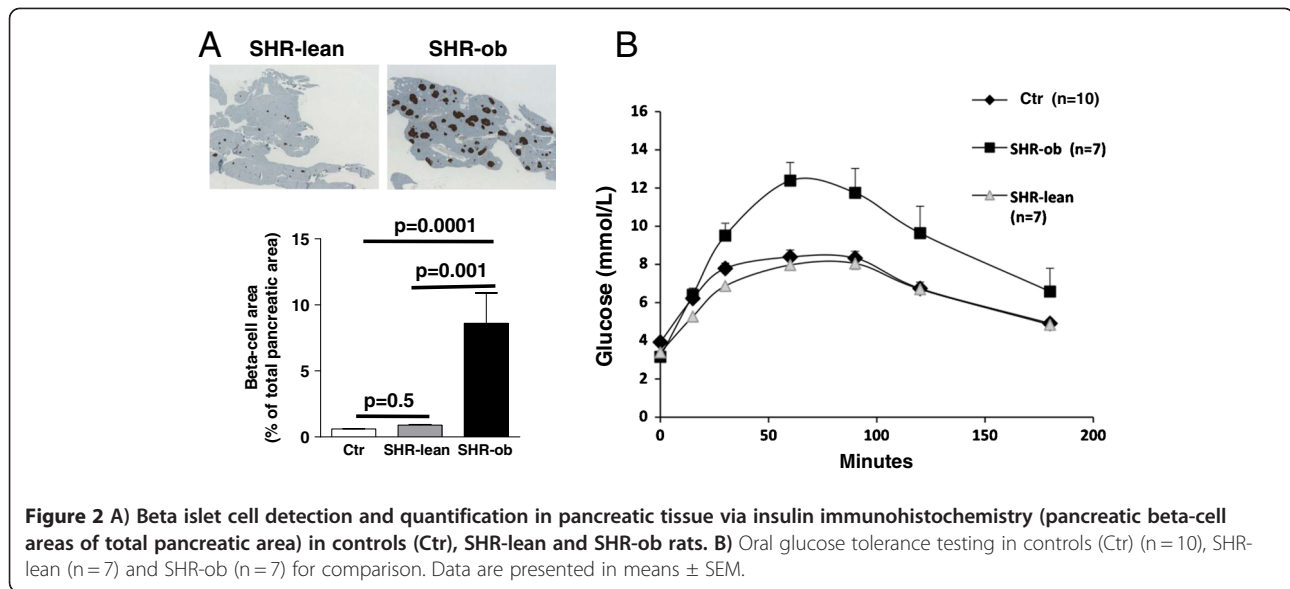 A
SHR-lean
SHR-ob
15
10
5
0
Beta-cell area
(% of total pancreatic area)
p=0.0001
p=0.001
p=0.5
Ctr
SHR-lean
SHR-ob
B
16
14
12
10
8
6
4
2
0
Glucose (mmol/L)
Ctr (n=10)
SHR-ob (n=7)
SHR-lean
(n=7)
0
50
100
150
200
Minutes
Figure 2 A) Beta islet cell detection and quantification in pancreatic tissue via insulin immunohistochemistry (pancreatic beta-cell
areas of total pancreatic area) in controls (Ctr), SHR-lean and SHR-ob rats. B) Oral glucose tolerance testing in controls (Ctr) (n = 10), SHR-
lean (n = 7) and SHR-ob (n = 7) for comparison. Data are presented in means ± SEM.